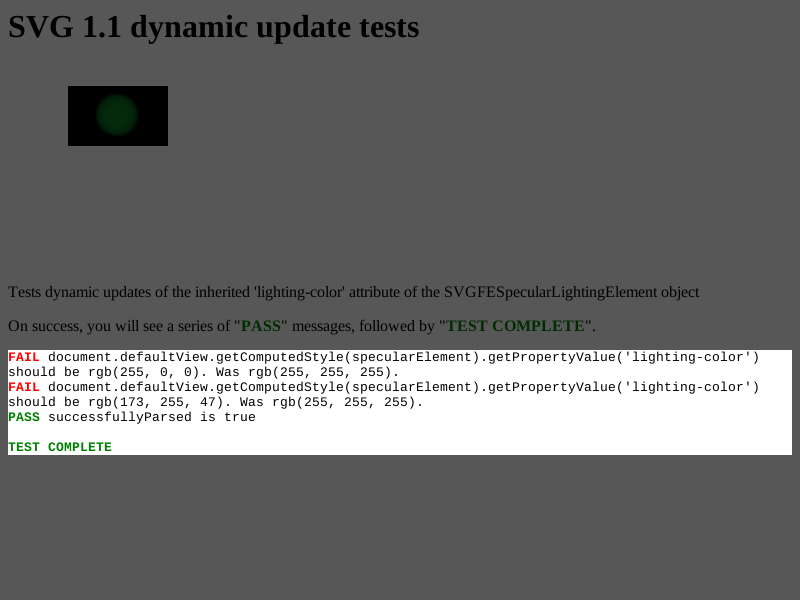 SVG 1.1 dynamic update tests
Tests dynamic updates of the inherited 'lighting-color' attribute of the SVGFESpecularLightingElement object
On success, you will see a series of "PASS" messages, followed by "TEST COMPLETE".
FAIL document.defaultView.getComputedStyle(specularElement).getPropertyValue('lighting-color')
should be rgb(255, 0, 0). Was rgb(255, 255, 255).
FAIL document.defaultView.getComputedStyle(specularElement).getPropertyValue('lighting-color')
should be rgb(173, 255, 47). Was rgb(255, 255, 255).
PASS successfullyParsed is true
TEST COMPLETE